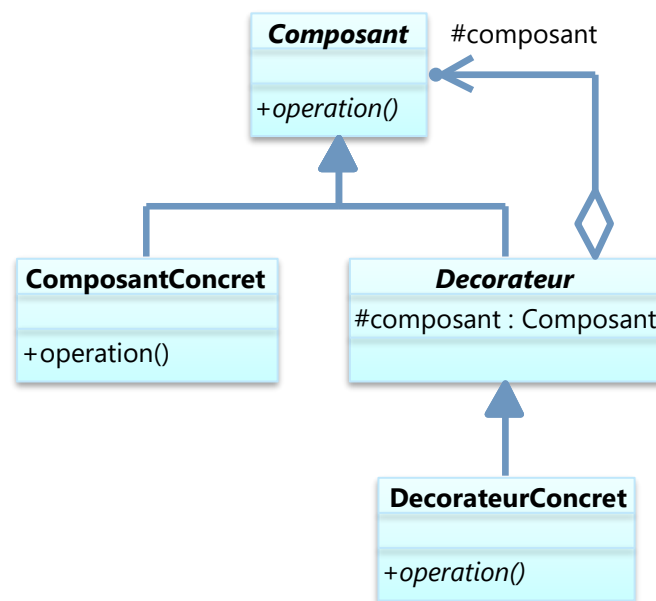 Composant
#composant
+operation()
ComposantConcret
+operation()
Decorateur
#composant : Composant
DecorateurConcret
+operation()